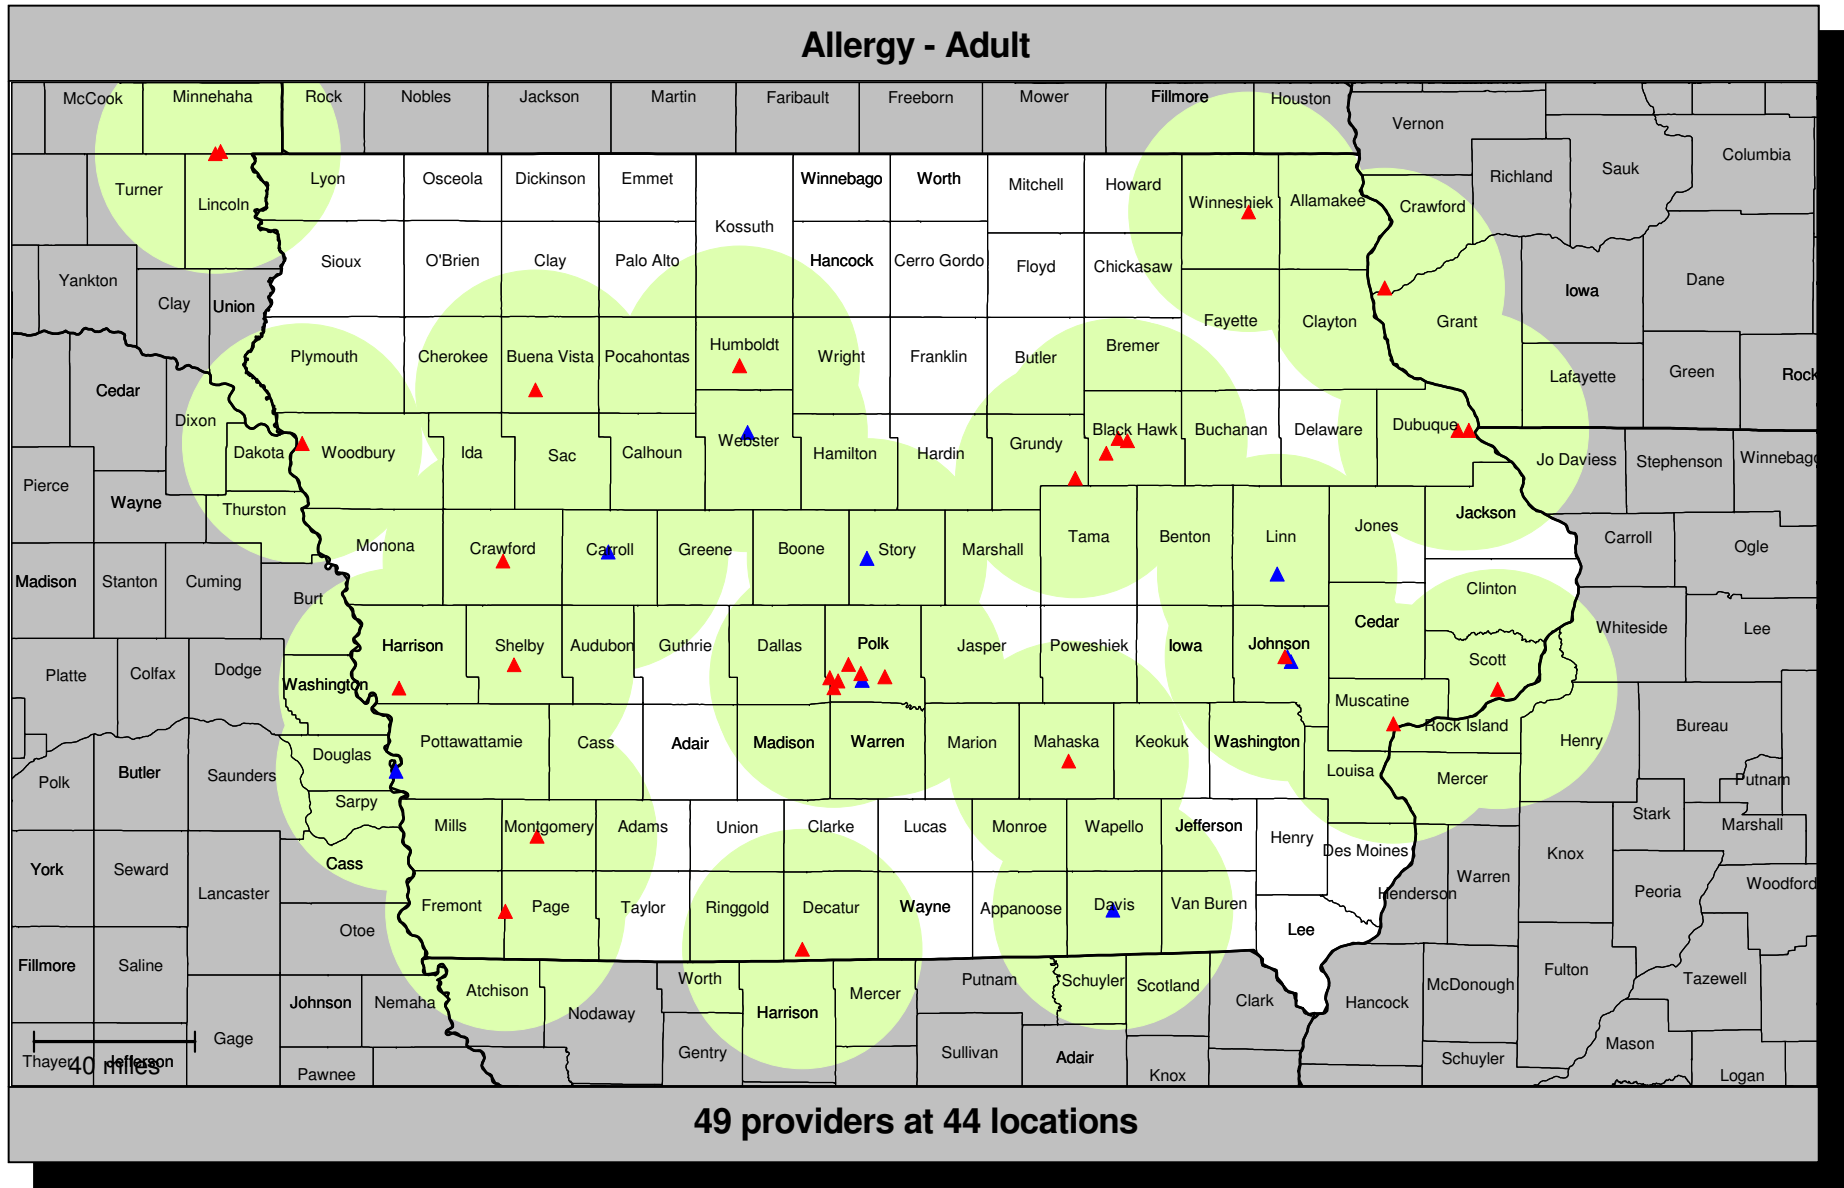 Allergy - Adult
McCook Minnehaha Rock Nobles Jackson Martin Faribault Freeborn Mower Fillmore Houston
Vernon
Columbia
Sauk
Richland
Turner Lyon Osceola Dickinson Emmet Winnebago Worth Mitchell Howard
Lincoln Winneshiek Allamakee Crawford
Kossuth
Yankton Sioux O'Brien Clay Palo Alto Hancock Cerro Gordo Floyd Chickasaw Dane
Clay Union Iowa
Fayette Clayton Grant
Plymouth Cherokee Buena Vista Pocahontas Humboldt Wright Franklin Butler Bremer
Cedar Lafayette Green Rock
Dixon
Dakota Woodbury Ida Sac Calhoun Webster Hamilton Hardin Grundy Black Hawk Buchanan Delaware Dubuque
Jo Daviess Stephenson Winnebago
Pierce
Wayne Thurston Jackson
Monona Crawford Carroll Greene Boone Story Marshall Tama Benton Linn Jones Carroll Ogle
Madison Stanton Cuming
Burt Clinton
Harrison Shelby Audubon Guthrie Dallas Polk Jasper Poweshiek Iowa Johnson Cedar Whiteside Lee
Platte Colfax Dodge Scott
Washington Muscatine
Rock Island Bureau
Douglas Pottawattamie Cass Adair Madison Warren Marion Mahaska Keokuk Washington Henry
Polk Butler Saunders Louisa Mercer Putnam
Sarpy
Mills Montgomery Adams Union Clarke Lucas Monroe Wapello Jefferson Henry Stark Marshall
Des Moines
York Seward Cass Knox
Lancaster Warren Peoria Woodford
Henderson
Fremont Page Taylor Ringgold Decatur Wayne Appanoose Davis Van Buren
Otoe Lee
Fillmore Saline Fulton
Worth Putnam Schuyler Scotland McDonough Tazewell
Johnson Nemaha Atchison Nodaway Harrison Mercer Clark Hancock
Gage Mason
Thayer Jefferson Gentry Sullivan Adair Schuyler
40 miles
Pawnee Knox Logan
49 providers at 44 locations